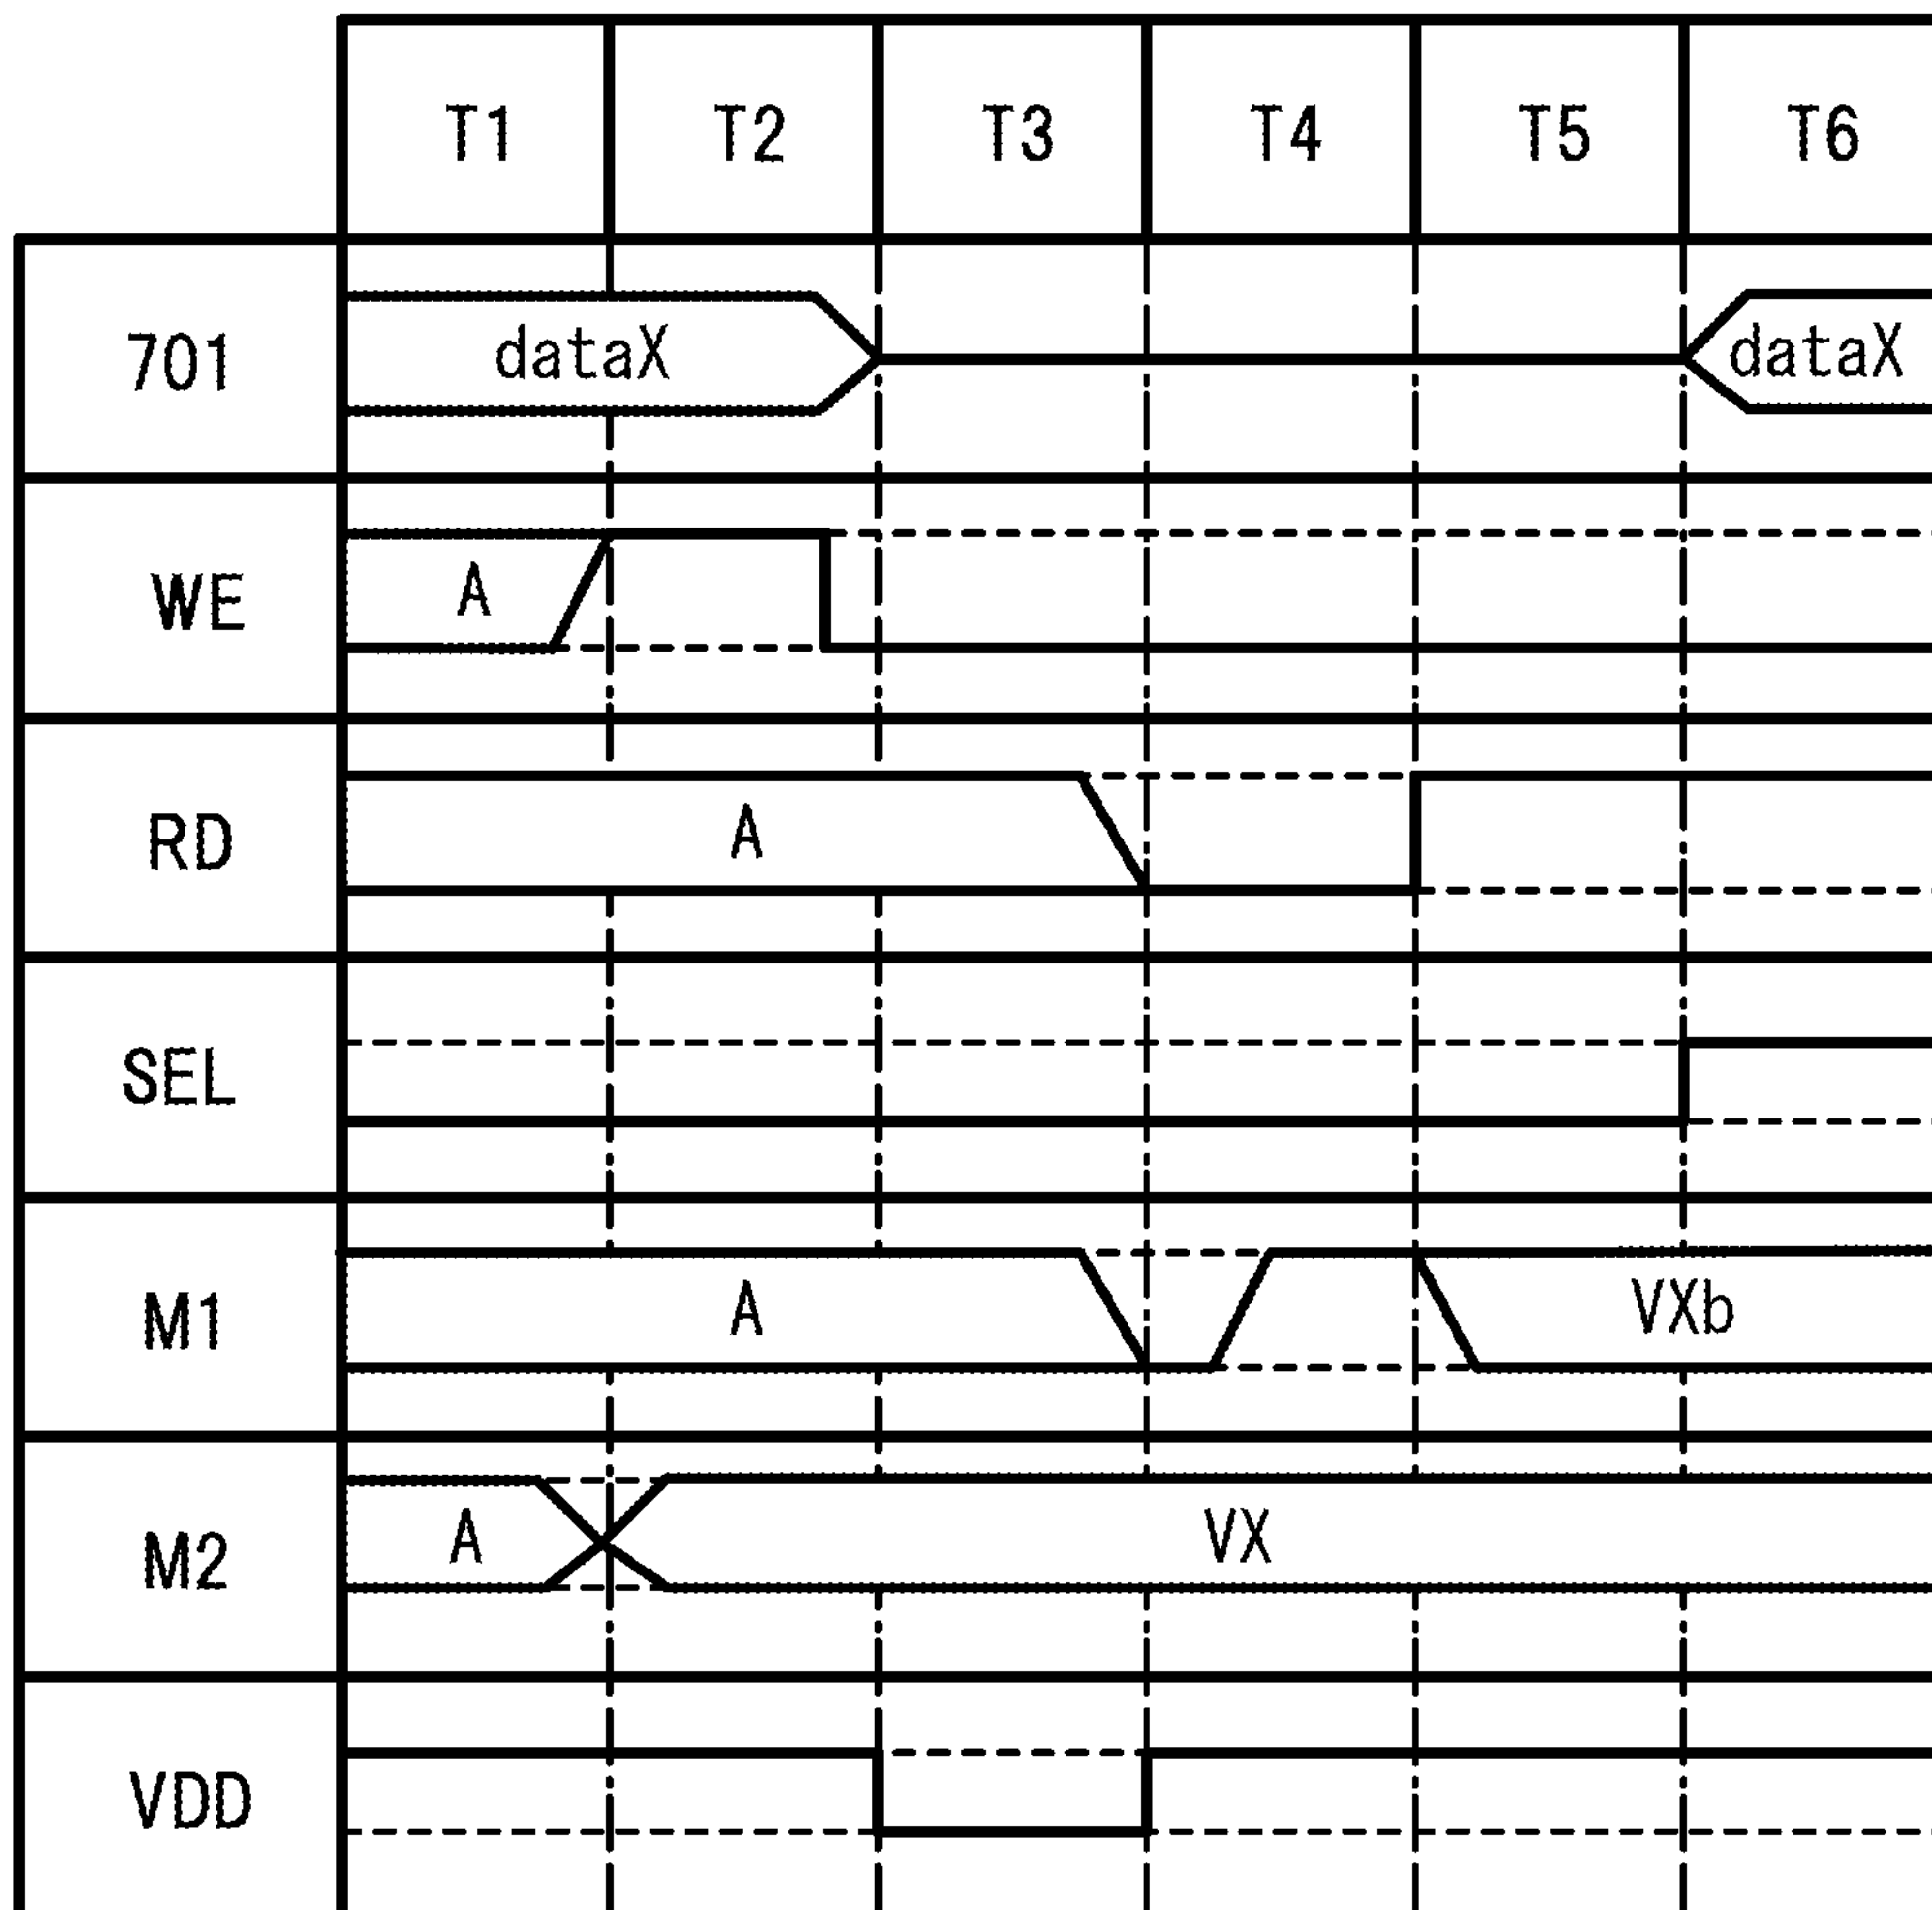 T1 T2 T3 T4 T5 T6
701 dataX dataX
WE A
RD A
SEL
M1 A VXb
M2 A VX
VDD